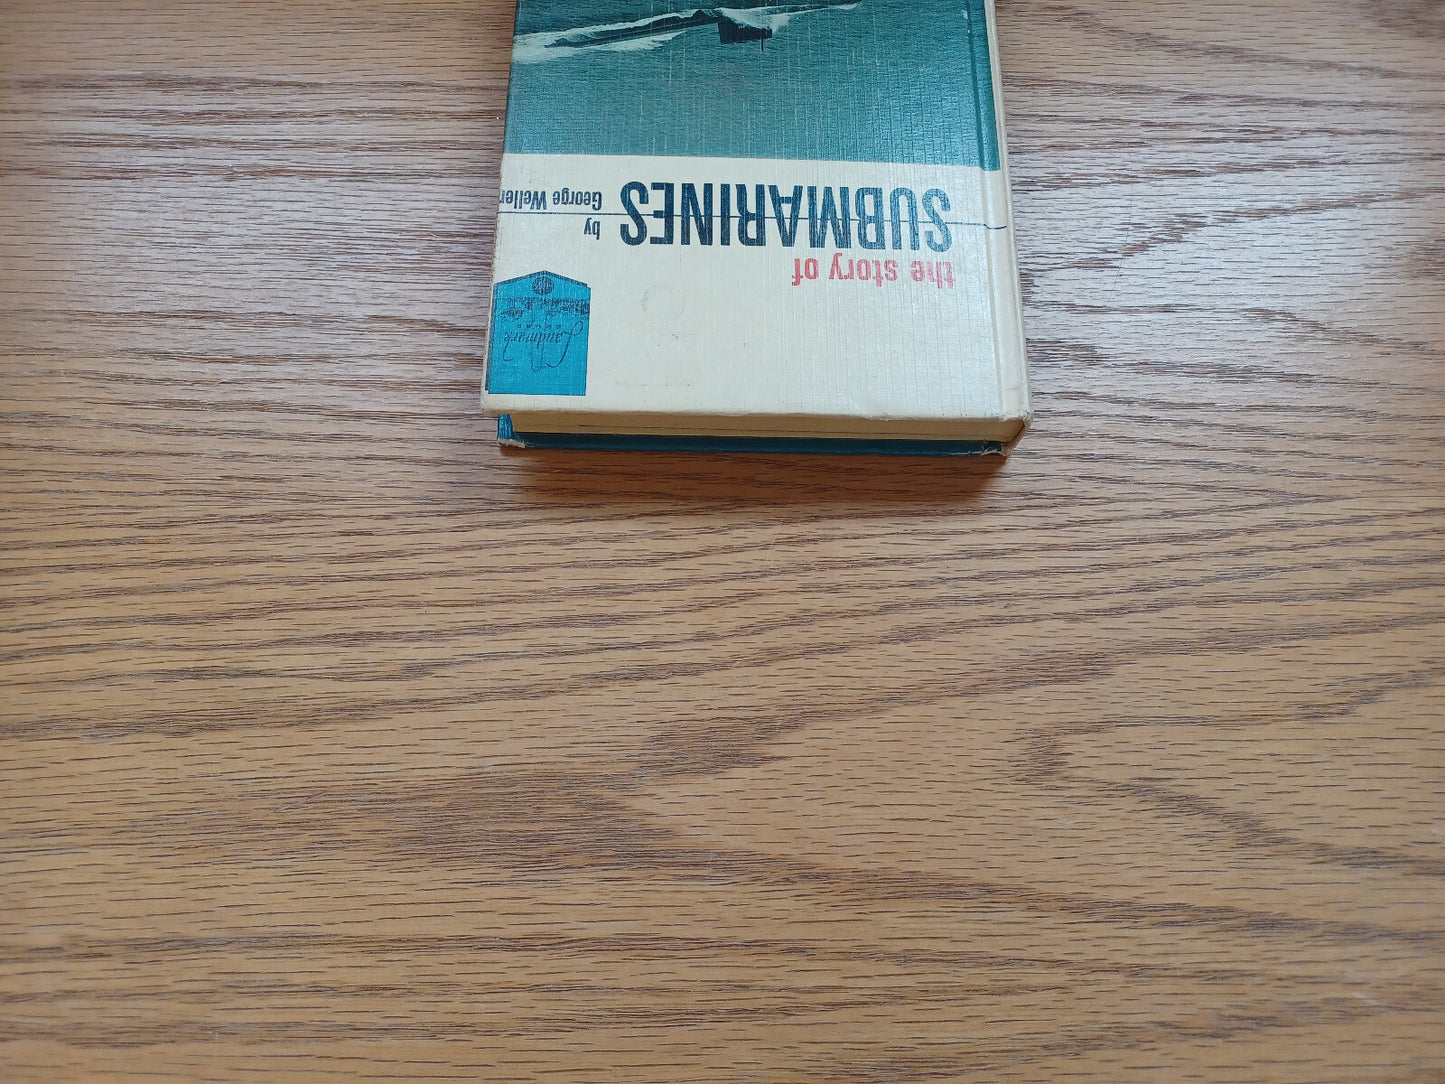 Landmark
BOOKS
the story of
SUBMARINES
by
George Weller